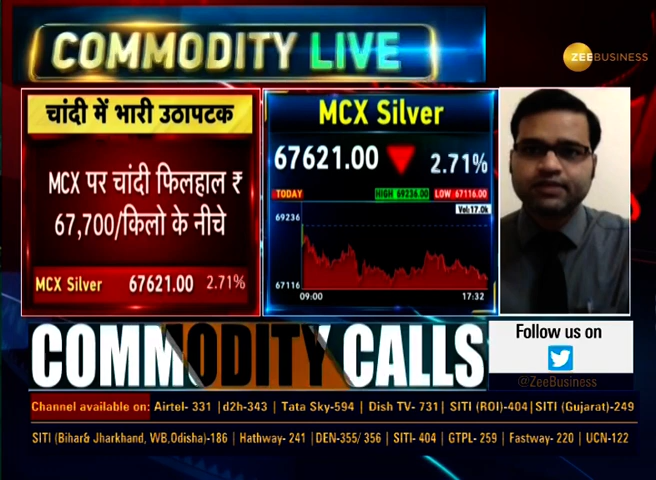 COMMODITY LIVE
ZEEBUSINESS
चांदी में भारी उठापटक
MCX पर चांदी फिलहाल ₹
67,700/किलो के नीचे
MCX Silver 67621.00 2.71%
MCX Silver
67621.00 2.71%
TODAY HIGH 69236.00 LOW 67116.00
Vol:17.0k
69236
67116
09:00 17:32
COMMODITY CALLS
Follow us on
@ZeeBusiness
Channel available on: Airtel- 331 |d2h-343 | Tata Sky-594 | Dish TV- 731| SITI (ROI)-404|SITI (Gujarat)-249
SITI (Bihar& Jharkhand, WB,Odisha)-186 | Hathway- 241 |DEN-355/ 356 | SITI- 404 | GTPL- 259 | Fastway- 220 | UCN-122